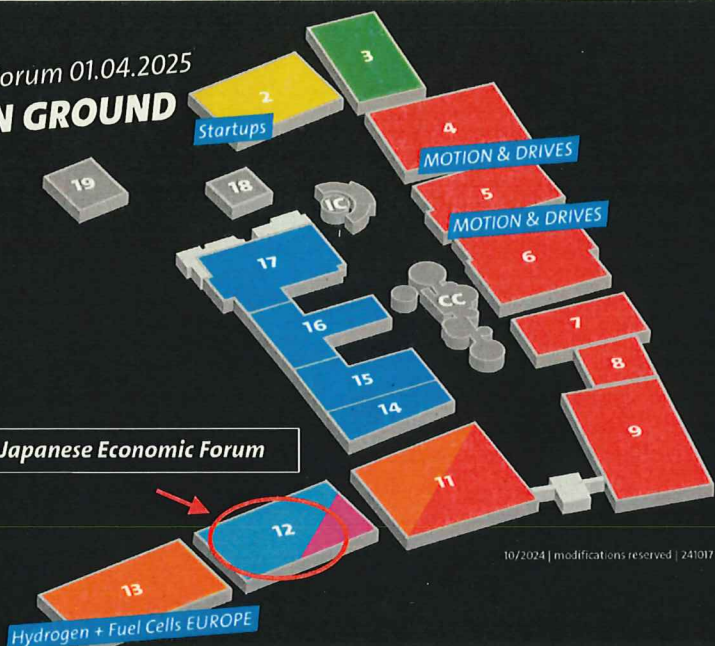 orum 01.04.2025
N GROUND
3
2
Startups
4
MOTION & DRIVES
19
18
IC
5
MOTION & DRIVES
17
6
CC
16
7
8
15
14
9
Japanese Economic Forum
11
12
10/2024 | modifications reserved | 241017
13
Hydrogen + Fuel Cells EUROPE